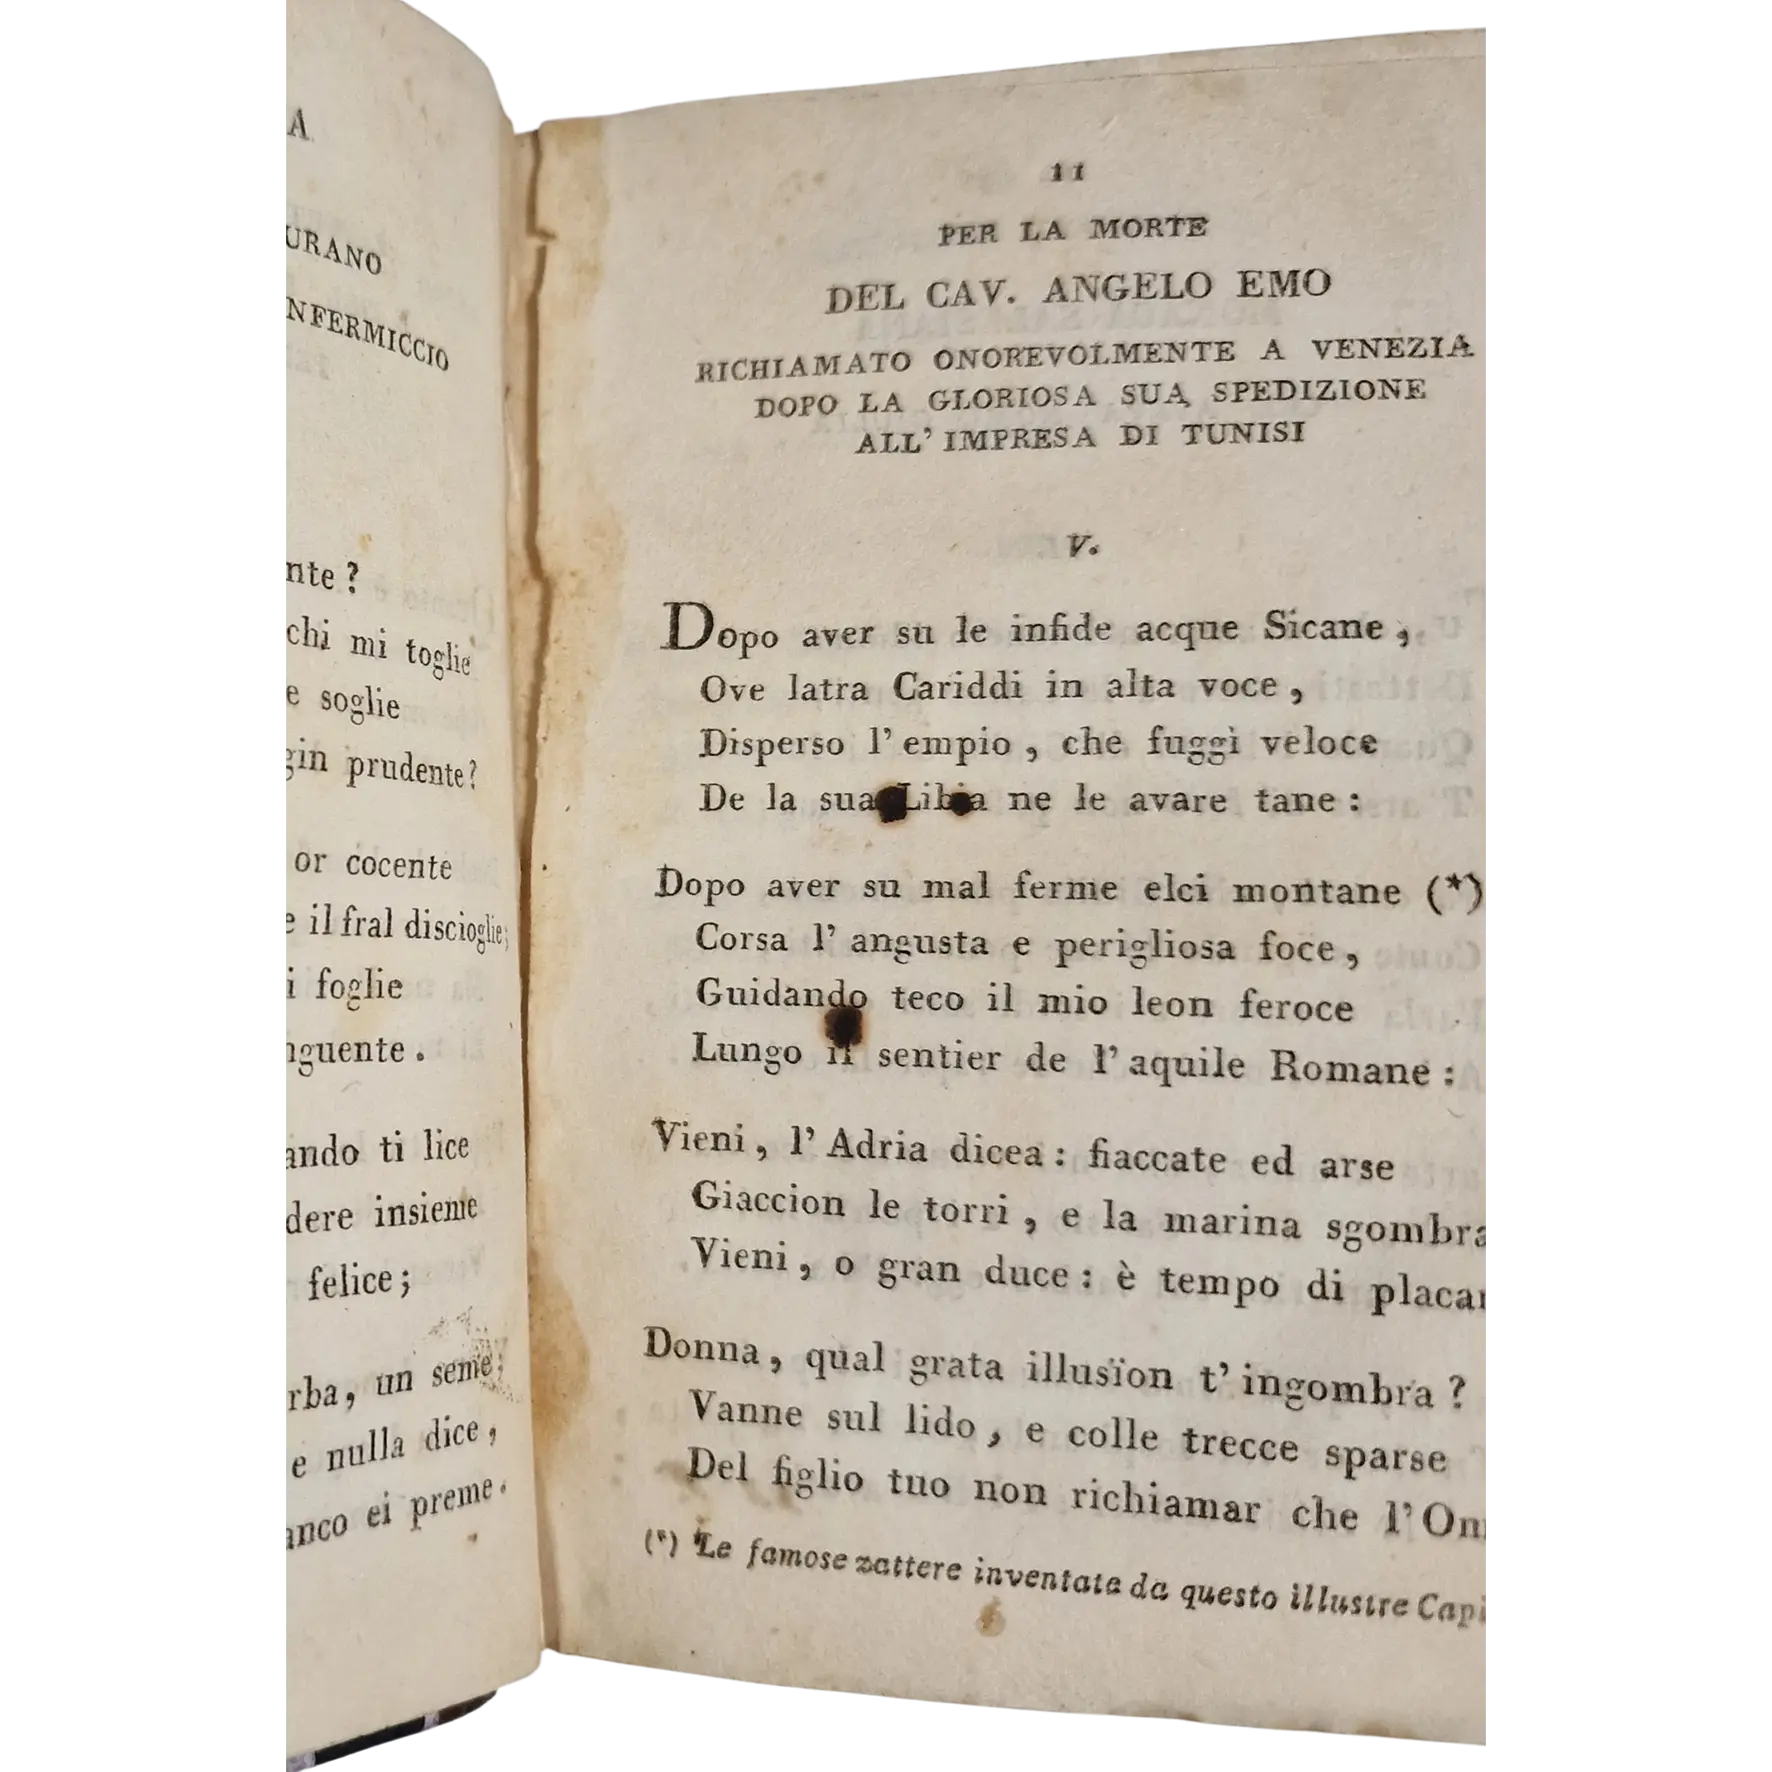 A
URANO
NFERMICCIO
nte?
chi mi toglie
e soglie
gin prudente?
or cocente
e il fral discioglie;
i foglie
nguente.
ando ti lice
dere insieme
felice;
rba, un seme;
e nulla dice,
anco ei preme.
11
PER LA MORTE
DEL CAV. ANGELO EMO
RICHIAMATO ONOREVOLMENTE A VENEZIA
DOPO LA GLORIOSA SUA SPEDIZIONE
ALL' IMPRESA DI TUNISI
V.
Dopo aver su le infide acque Sicane,
Ove latra Cariddi in alta voce,
Disperso l' empio, che fuggì veloce
De la sua Libia ne le avare tane:
Dopo aver su mal ferme elci montane (*)
Corsa l' angusta e perigliosa foce,
Guidando teco il mio leon feroce
Lungo il sentier de l' aquile Romane:
Vieni, l' Adria dicea: fiaccate ed arse
Giaccion le torri, e la marina sgombra
Vieni, o gran duce: è tempo di placar
Donna, qual grata illusïon t' ingombra?
Vanne sul lido, e colle trecce sparse
Del figlio tuo non richiamar che l' Om
(*) Le famose zattere inventate da questo illustre Capi